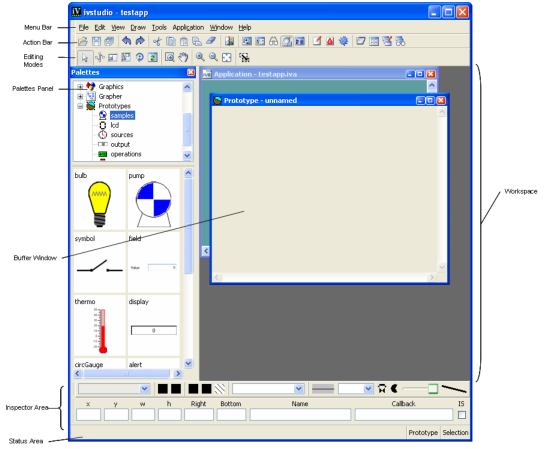 ivstudio - testapp
Menu Bar
File Edit View Draw Tools Application Window Help
Action Bar
Editing
Modes
Palettes
Application - testapp.iva
Palettes Panel
Graphics
Grapher
Prototypes
samples
lcd
sources
output
operations
Prototype - unnamed
bulb
pump
Workspace
symbol
field
Buffer Window
Value
thermo
display
0
circGauge
alert
Inspector Area
x y w h Right Bottom Name Callback IS
Status Area
Prototype Selection